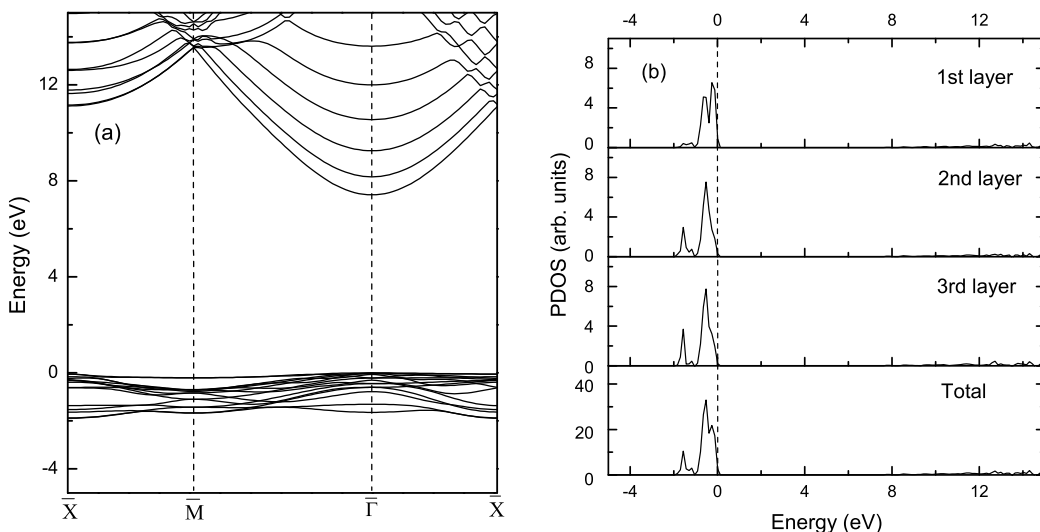 (a)
Energy (eV)
12
8
4
0
-4
X̅
M̅
Γ̅
X̅
-4 0 4 8 12
(b)
PDOS (arb. units)
1st layer
8
4
0
2nd layer
8
4
0
3rd layer
8
4
0
Total
40
20
0
-4 0 4 8 12
Energy (eV)